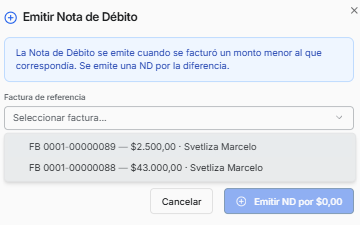 Emitir Nota de Débito
La Nota de Débito se emite cuando se facturó un monto menor al que
correspondía. Se emite una ND por la diferencia.
Factura de referencia
Seleccionar factura...
FB 0001-00000089 — $2.500,00 · Svetliza Marcelo
FB 0001-00000088 — $43.000,00 · Svetliza Marcelo
Cancelar
Emitir ND por $0,00